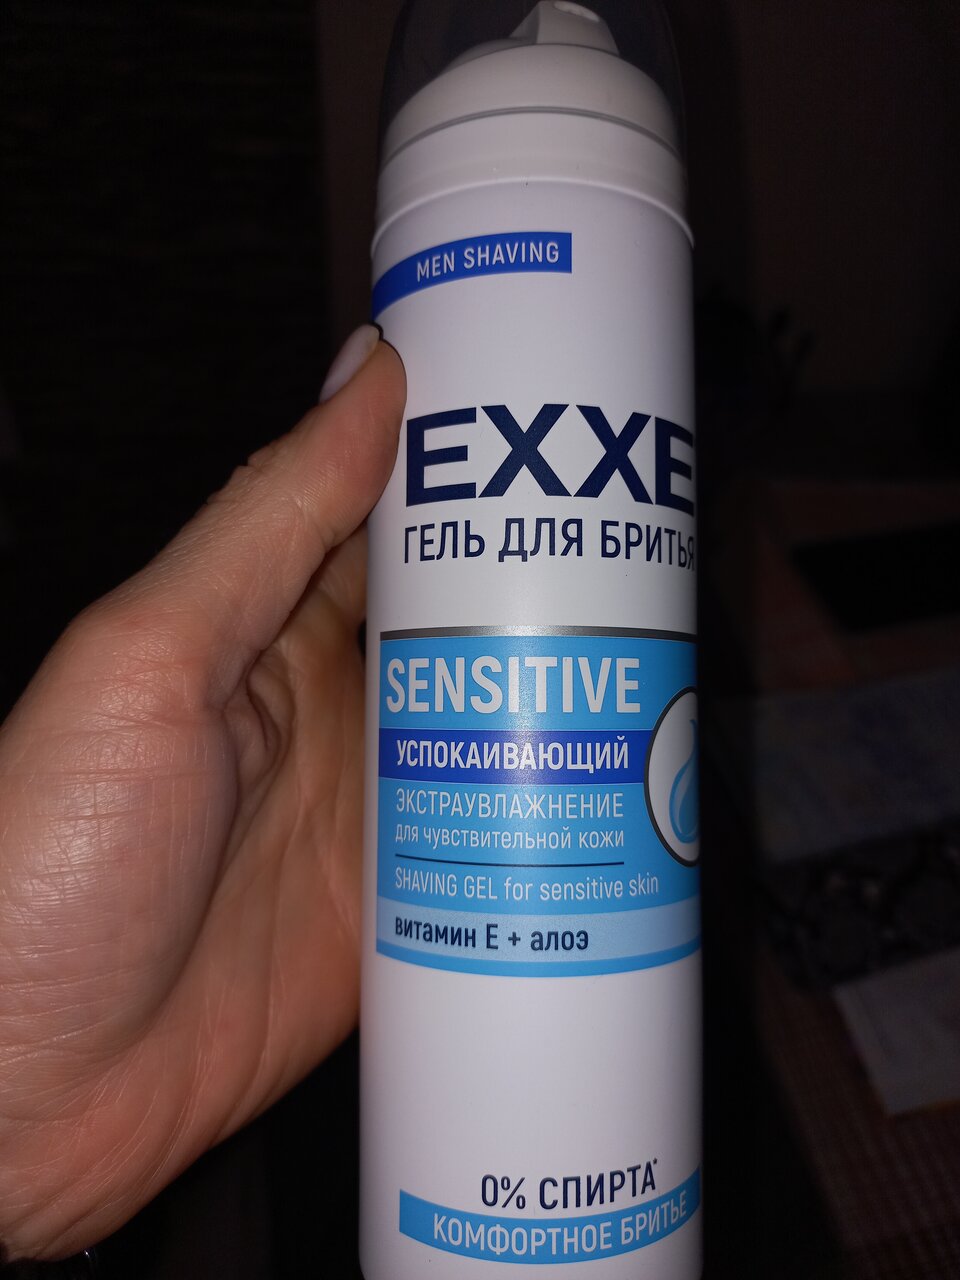 MEN SHAVING
EXXE
ГЕЛЬ ДЛЯ БРИТЬЯ
SENSITIVE
УСПОКАИВАЮЩИЙ
ЭКСТРАУВЛАЖНЕНИЕ
для чувствительной кожи
SHAVING GEL for sensitive skin
витамин Е + алоэ
0% СПИРТА*
КОМФОРТНОЕ БРИТЬЕ